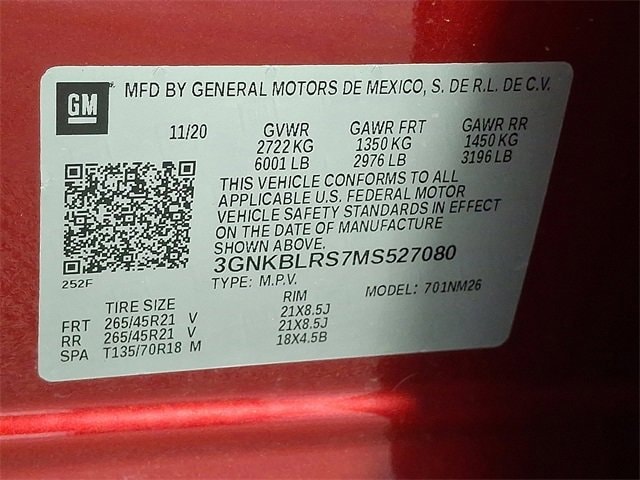 GM
MFD BY GENERAL MOTORS DE MEXICO, S. DE R.L. DE C.V.
11/20 GVWR GAWR FRT GAWR RR
2722 KG 1350 KG 1450 KG
6001 LB 2976 LB 3196 LB
THIS VEHICLE CONFORMS TO ALL
APPLICABLE U.S. FEDERAL MOTOR
VEHICLE SAFETY STANDARDS IN EFFECT
ON THE DATE OF MANUFACTURE
SHOWN ABOVE.
3GNKBLRS7MS527080
252F
TYPE: M.P.V. MODEL: 701NM26
TIRE SIZE RIM
FRT 265/45R21 V 21X8.5J
RR 265/45R21 V 21X8.5J
SPA T135/70R18 M 18X4.5B